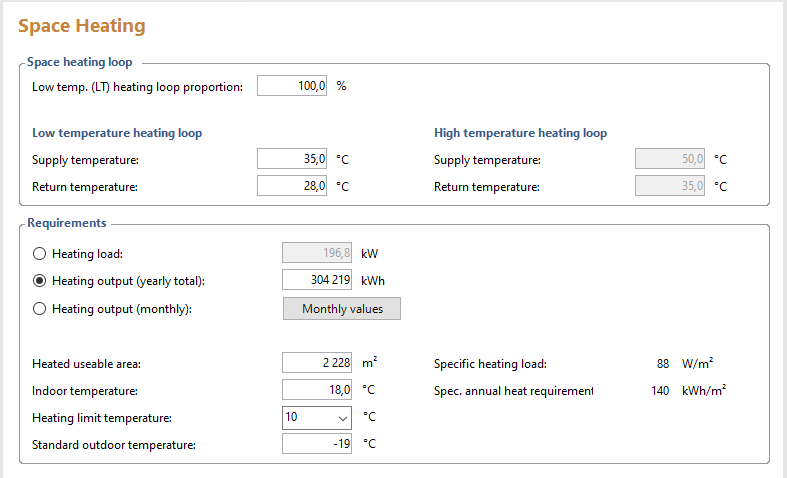 Space Heating
Space heating loop
Low temp. (LT) heating loop proportion: 100,0 %
Low temperature heating loop High temperature heating loop
Supply temperature: 35,0 °C Supply temperature: 50,0 °C
Return temperature: 28,0 °C Return temperature: 35,0 °C
Requirements
Heating load: 196,8 kW
Heating output (yearly total): 304 219 kWh
Heating output (monthly): Monthly values
Heated useable area: 2 228 m² Specific heating load: 88 W/m²
Indoor temperature: 18,0 °C Spec. annual heat requirement 140 kWh/m²
Heating limit temperature: 10 °C
Standard outdoor temperature: -19 °C